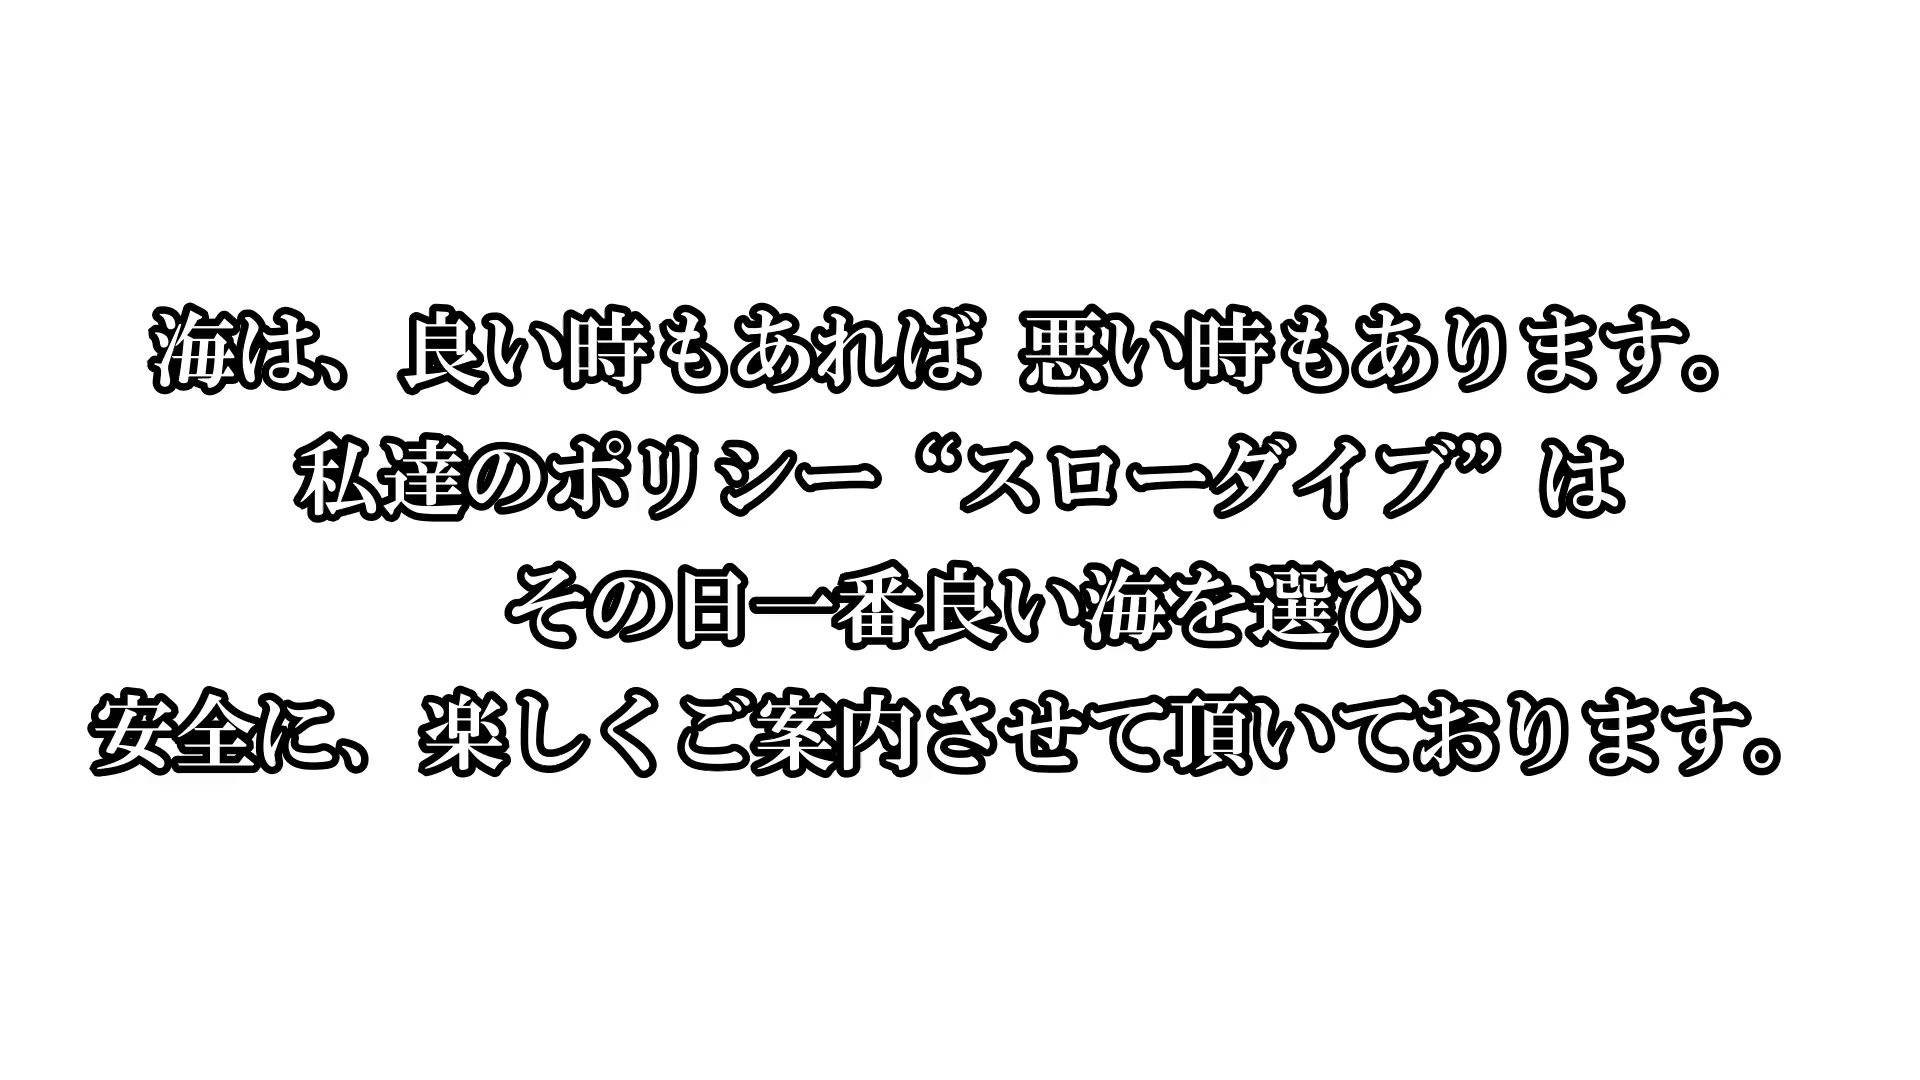 海は、良い時もあれば 悪い時もあります。
私達のポリシー“スローダイブ”は
その日一番良い海を選び
安全に、楽しくご案内させて頂いております。